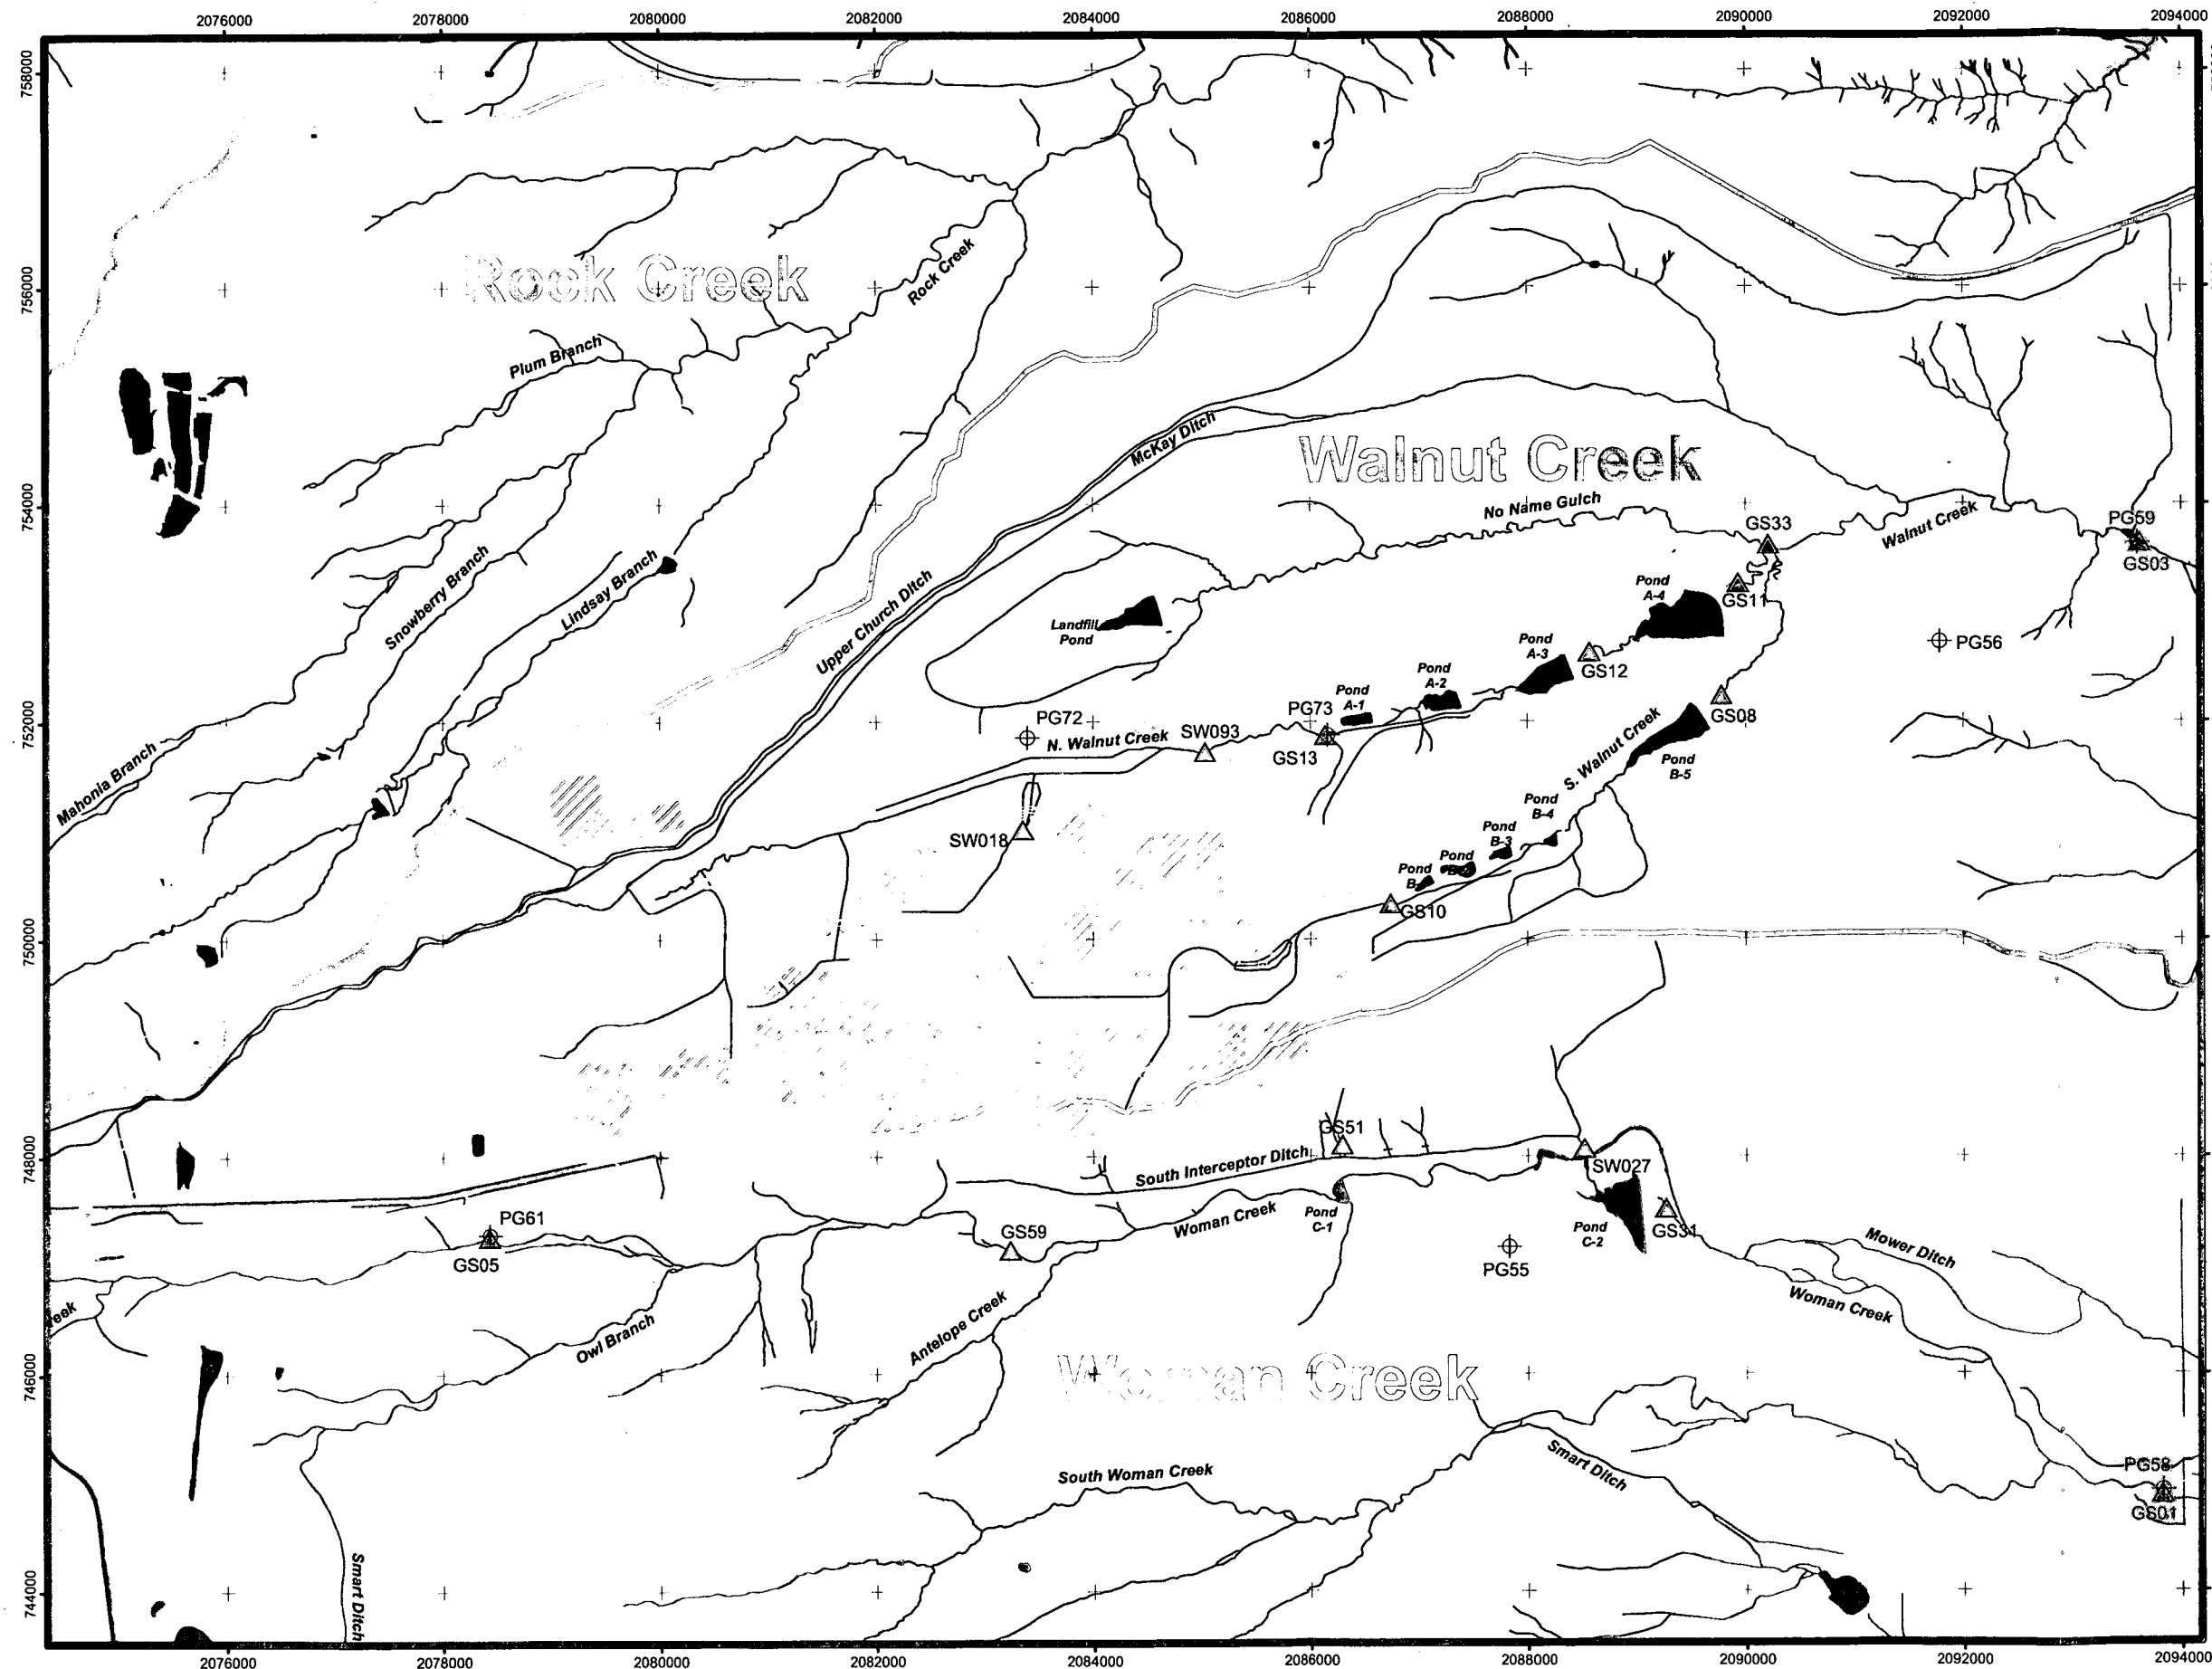 2076000 2078000 2080000 2082000 2084000 2086000 2088000 2090000 2092000 2094000
758000
756000
754000
752000
750000
748000
746000
744000
Rock Creek
Rock Creek
Plum Branch
McKay Ditch
Walnut Creek
No Name Gulch
GS33
Walnut Creek
PG59
GS03
Snowberry Branch
Lindsay Branch
Upper Church Ditch
Landfill
Pond
Pond
A-4
GS11
PG56
Pond
A-3
GS12
Pond
A-2
Pond
A-1
PG73
GS13
PG72
N. Walnut Creek
SW093
GS08
S. Walnut Creek
Pond
B-5
Mahonia Branch
SW018
Pond
B-4
Pond
B-3
Pond
Pond
GS10
GS51
South Interceptor Ditch
SW027
PG61
GS05
GS59
Woman Creek
Pond
C-1
Pond
C-2
GS31
PG55
Mower Ditch
Woman Creek
Owl Branch
Antelope Creek
Woman Creek
South Woman Creek
Smart Ditch
PG58
GS01
Smart Ditch
2076000 2078000 2080000 2082000 2084000 2086000 2088000 2090000 2092000 2094000